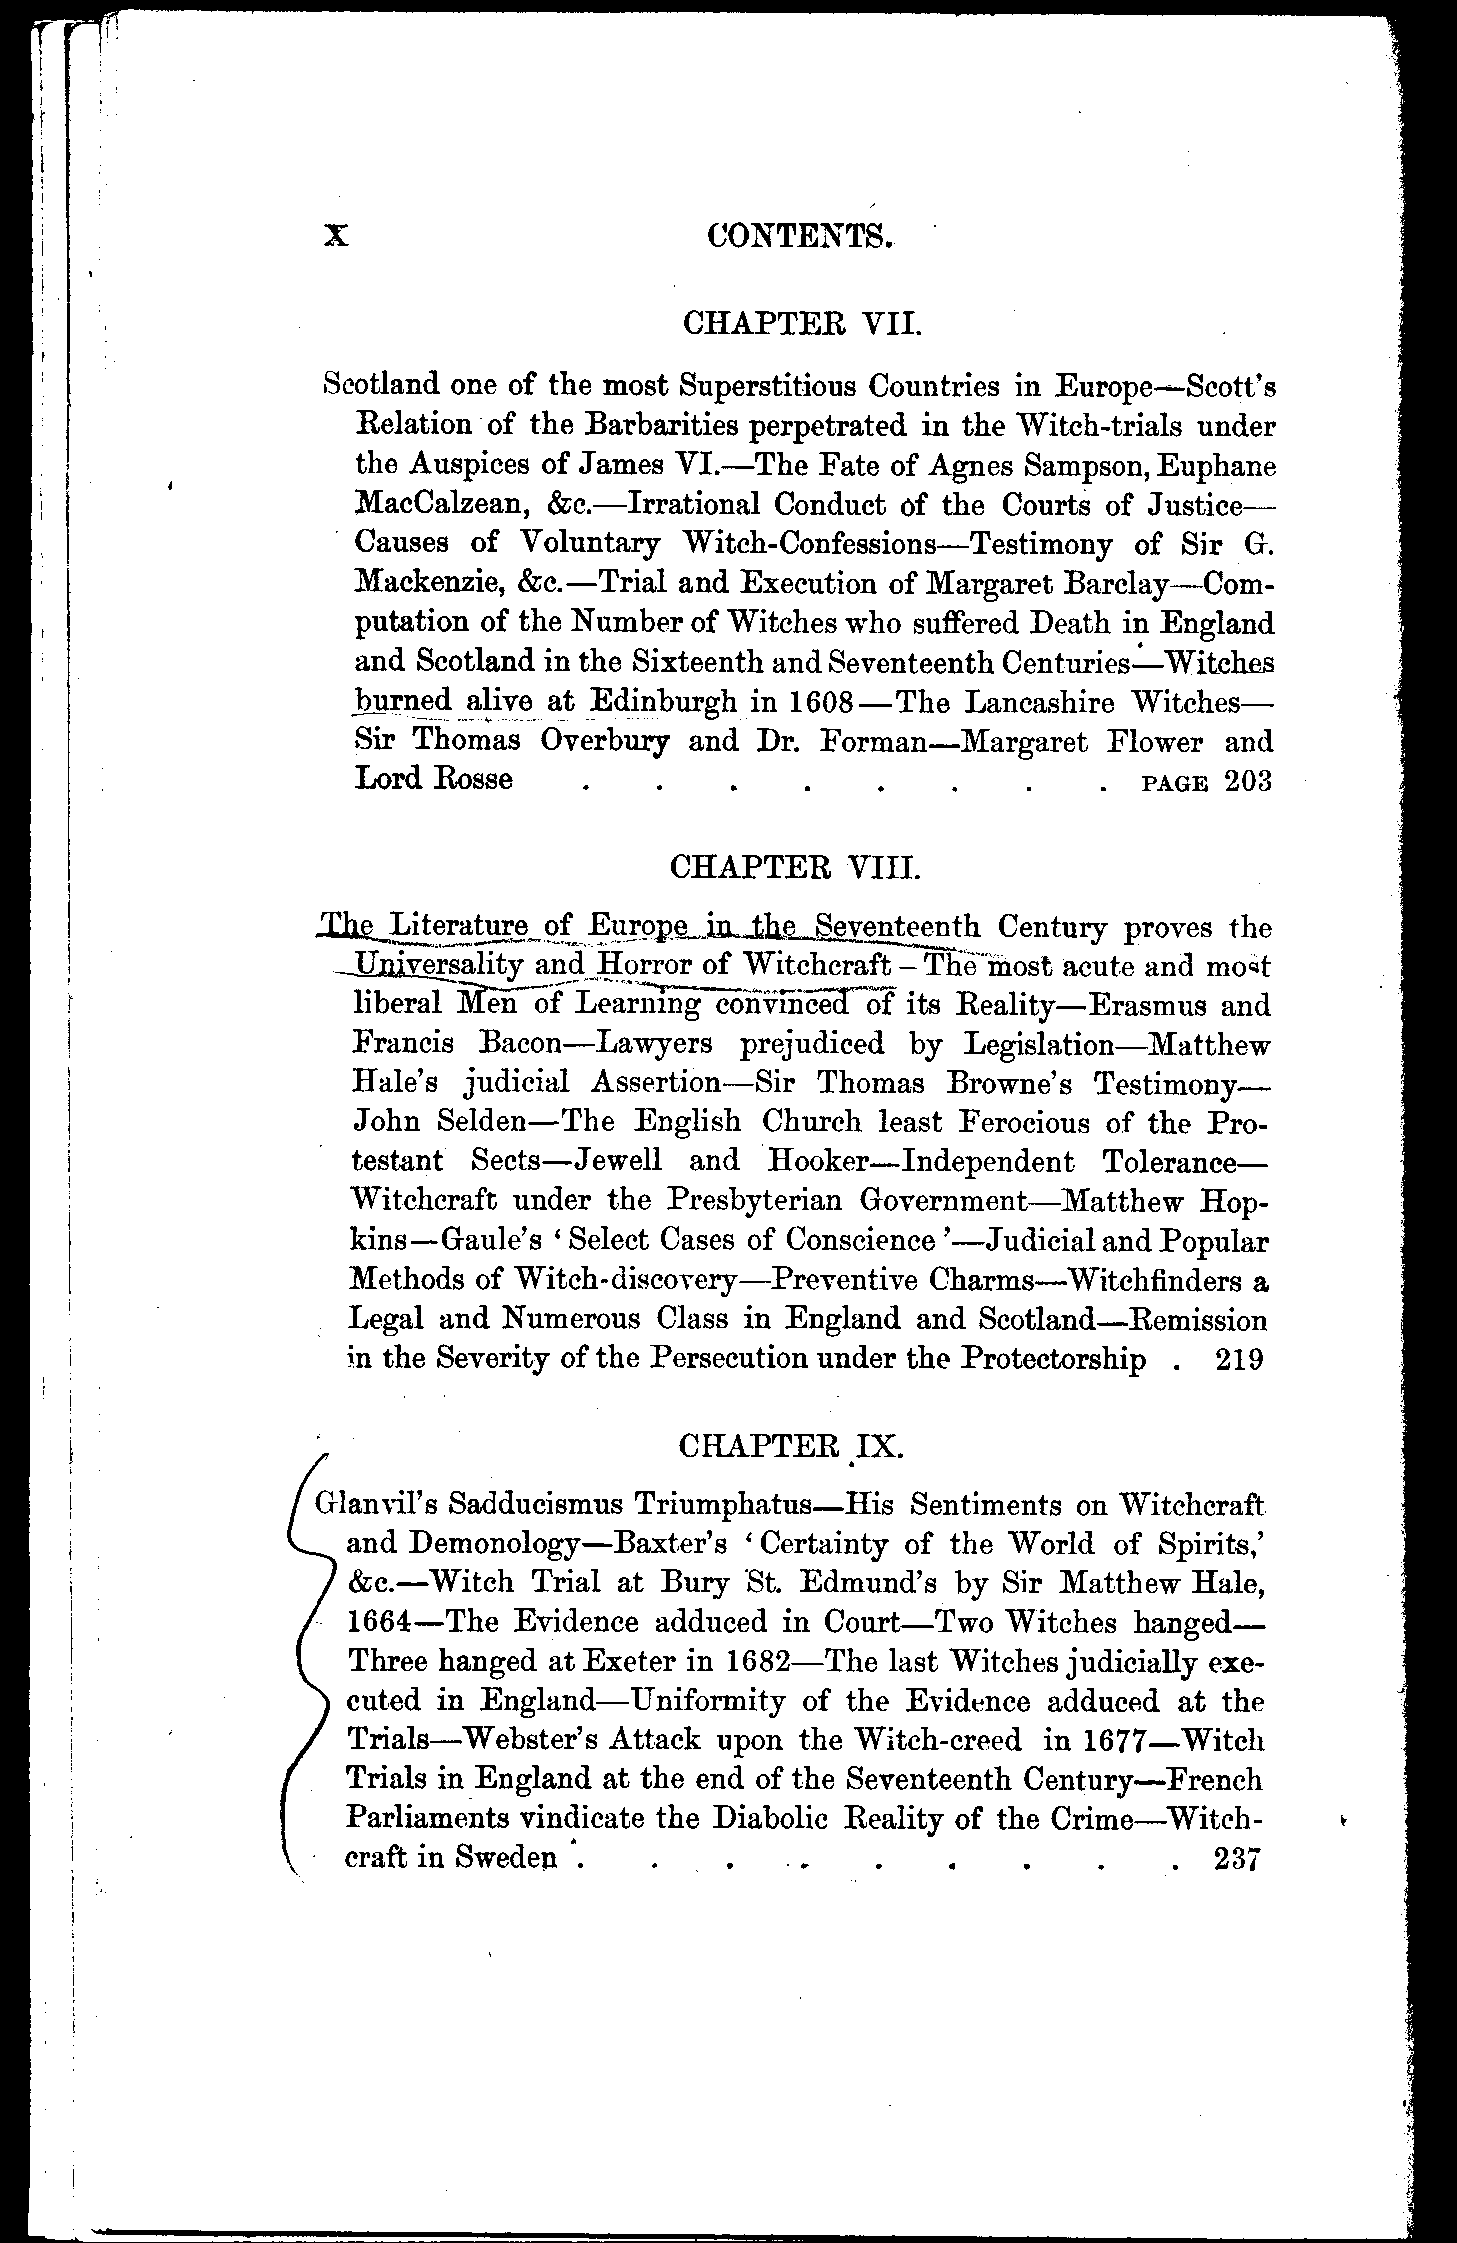 X CONTENTS.
CHAPTER VII.
Scotland one of the most Superstitious Countries in Europe—Scott's
Relation of the Barbarities perpetrated in the Witch-trials under
the Auspices of James VI.—The Fate of Agnes Sampson, Euphane
MacCalzean, &c.—Irrational Conduct of the Courts of Justice—
Causes of Voluntary Witch-Confessions—Testimony of Sir G.
Mackenzie, &c.—Trial and Execution of Margaret Barclay—Com-
putation of the Number of Witches who suffered Death in England
and Scotland in the Sixteenth and Seventeenth Centuries—Witches
burned alive at Edinburgh in 1608—The Lancashire Witches—
Sir Thomas Overbury and Dr. Forman—Margaret Flower and
Lord Rosse . . . . . . . . PAGE 203
CHAPTER VIII.
The Literature of Europe in the Seventeenth Century proves the
Universality and Horror of Witchcraft – The most acute and most
liberal Men of Learning convinced of its Reality—Erasmus and
Francis Bacon—Lawyers prejudiced by Legislation—Matthew
Hale's judicial Assertion—Sir Thomas Browne's Testimony—
John Selden—The English Church least Ferocious of the Pro-
testant Sects—Jewell and Hooker—Independent Tolerance—
Witchcraft under the Presbyterian Government—Matthew Hop-
kins—Gaule's ‘ Select Cases of Conscience ’—Judicial and Popular
Methods of Witch-discovery—Preventive Charms—Witchfinders a
Legal and Numerous Class in England and Scotland—Remission
in the Severity of the Persecution under the Protectorship . 219
CHAPTER IX.
Glanvil's Sadducismus Triumphatus—His Sentiments on Witchcraft
and Demonology—Baxter's ‘ Certainty of the World of Spirits,’
&c.—Witch Trial at Bury St. Edmund's by Sir Matthew Hale,
1664—The Evidence adduced in Court—Two Witches hanged—
Three hanged at Exeter in 1682—The last Witches judicially exe-
cuted in England—Uniformity of the Evidence adduced at the
Trials—Webster's Attack upon the Witch-creed in 1677—Witch
Trials in England at the end of the Seventeenth Century—French
Parliaments vindicate the Diabolic Reality of the Crime—Witch-
craft in Sweden . . . . . . . . . 237